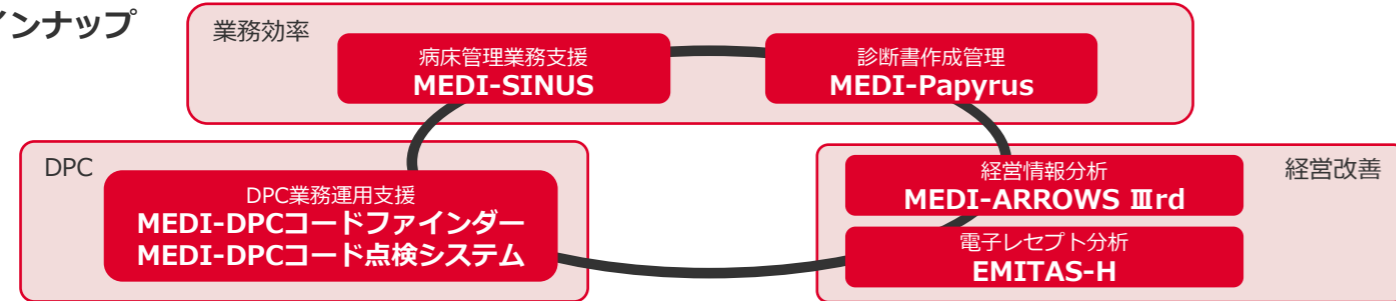 インナップ
業務効率
病床管理業務支援
MEDI-SINUS
診断書作成管理
MEDI-Papyrus
DPC
DPC業務運用支援
MEDI-DPCコードファインダー
MEDI-DPCコード点検システム
経営改善
経営情報分析
MEDI-ARROWS Ⅲrd
電子レセプト分析
EMITAS-H